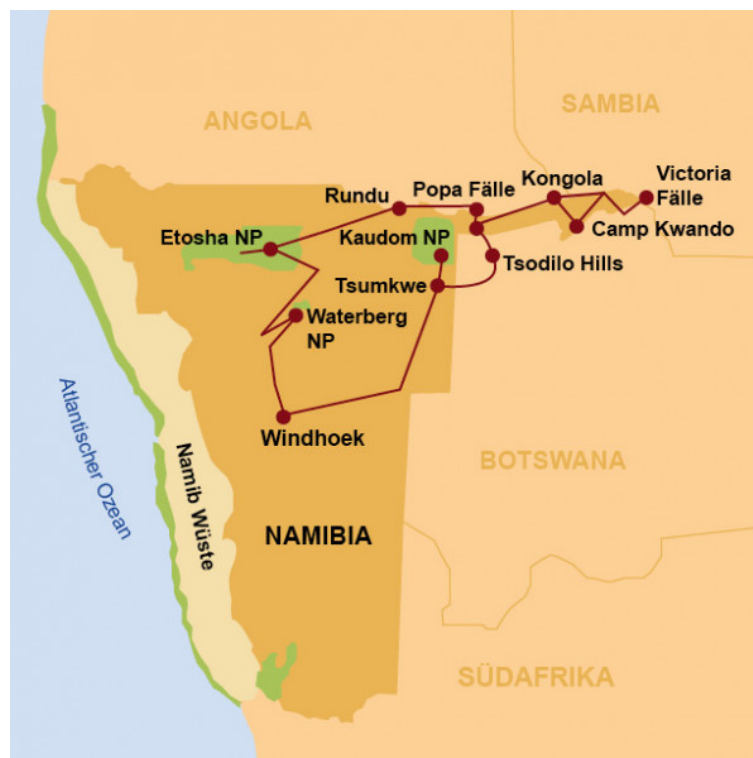 SAMBIA
ANGOLA
Kongola
Victoria
Fälle
Popa Fälle
Rundu
Camp Kwando
Etosha NP
Kaudom NP
Tsodilo Hills
Tsumkwe
Waterberg
NP
Atlantischer Ozean
Windhoek
Namib Wüste
BOTSWANA
NAMIBIA
SÜDAFRIKA